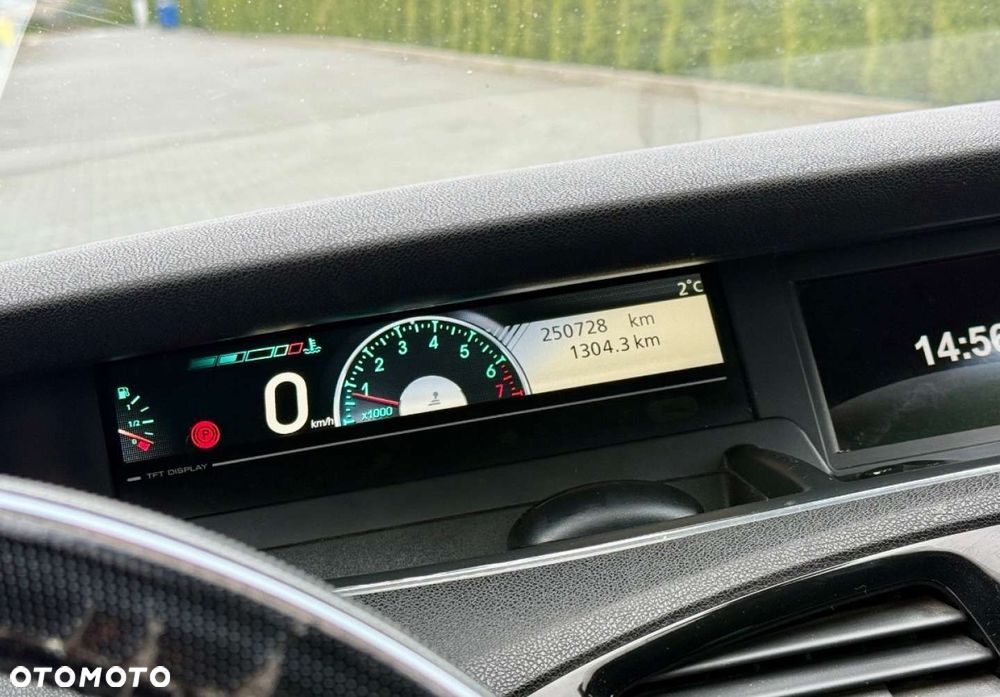 2°C
250728 km
1304.3 km
14:56
1 2 3 4 5 6 7
x1000
0 km/h
1/2
0
P
TFT DISPLAY
OTOMOTO